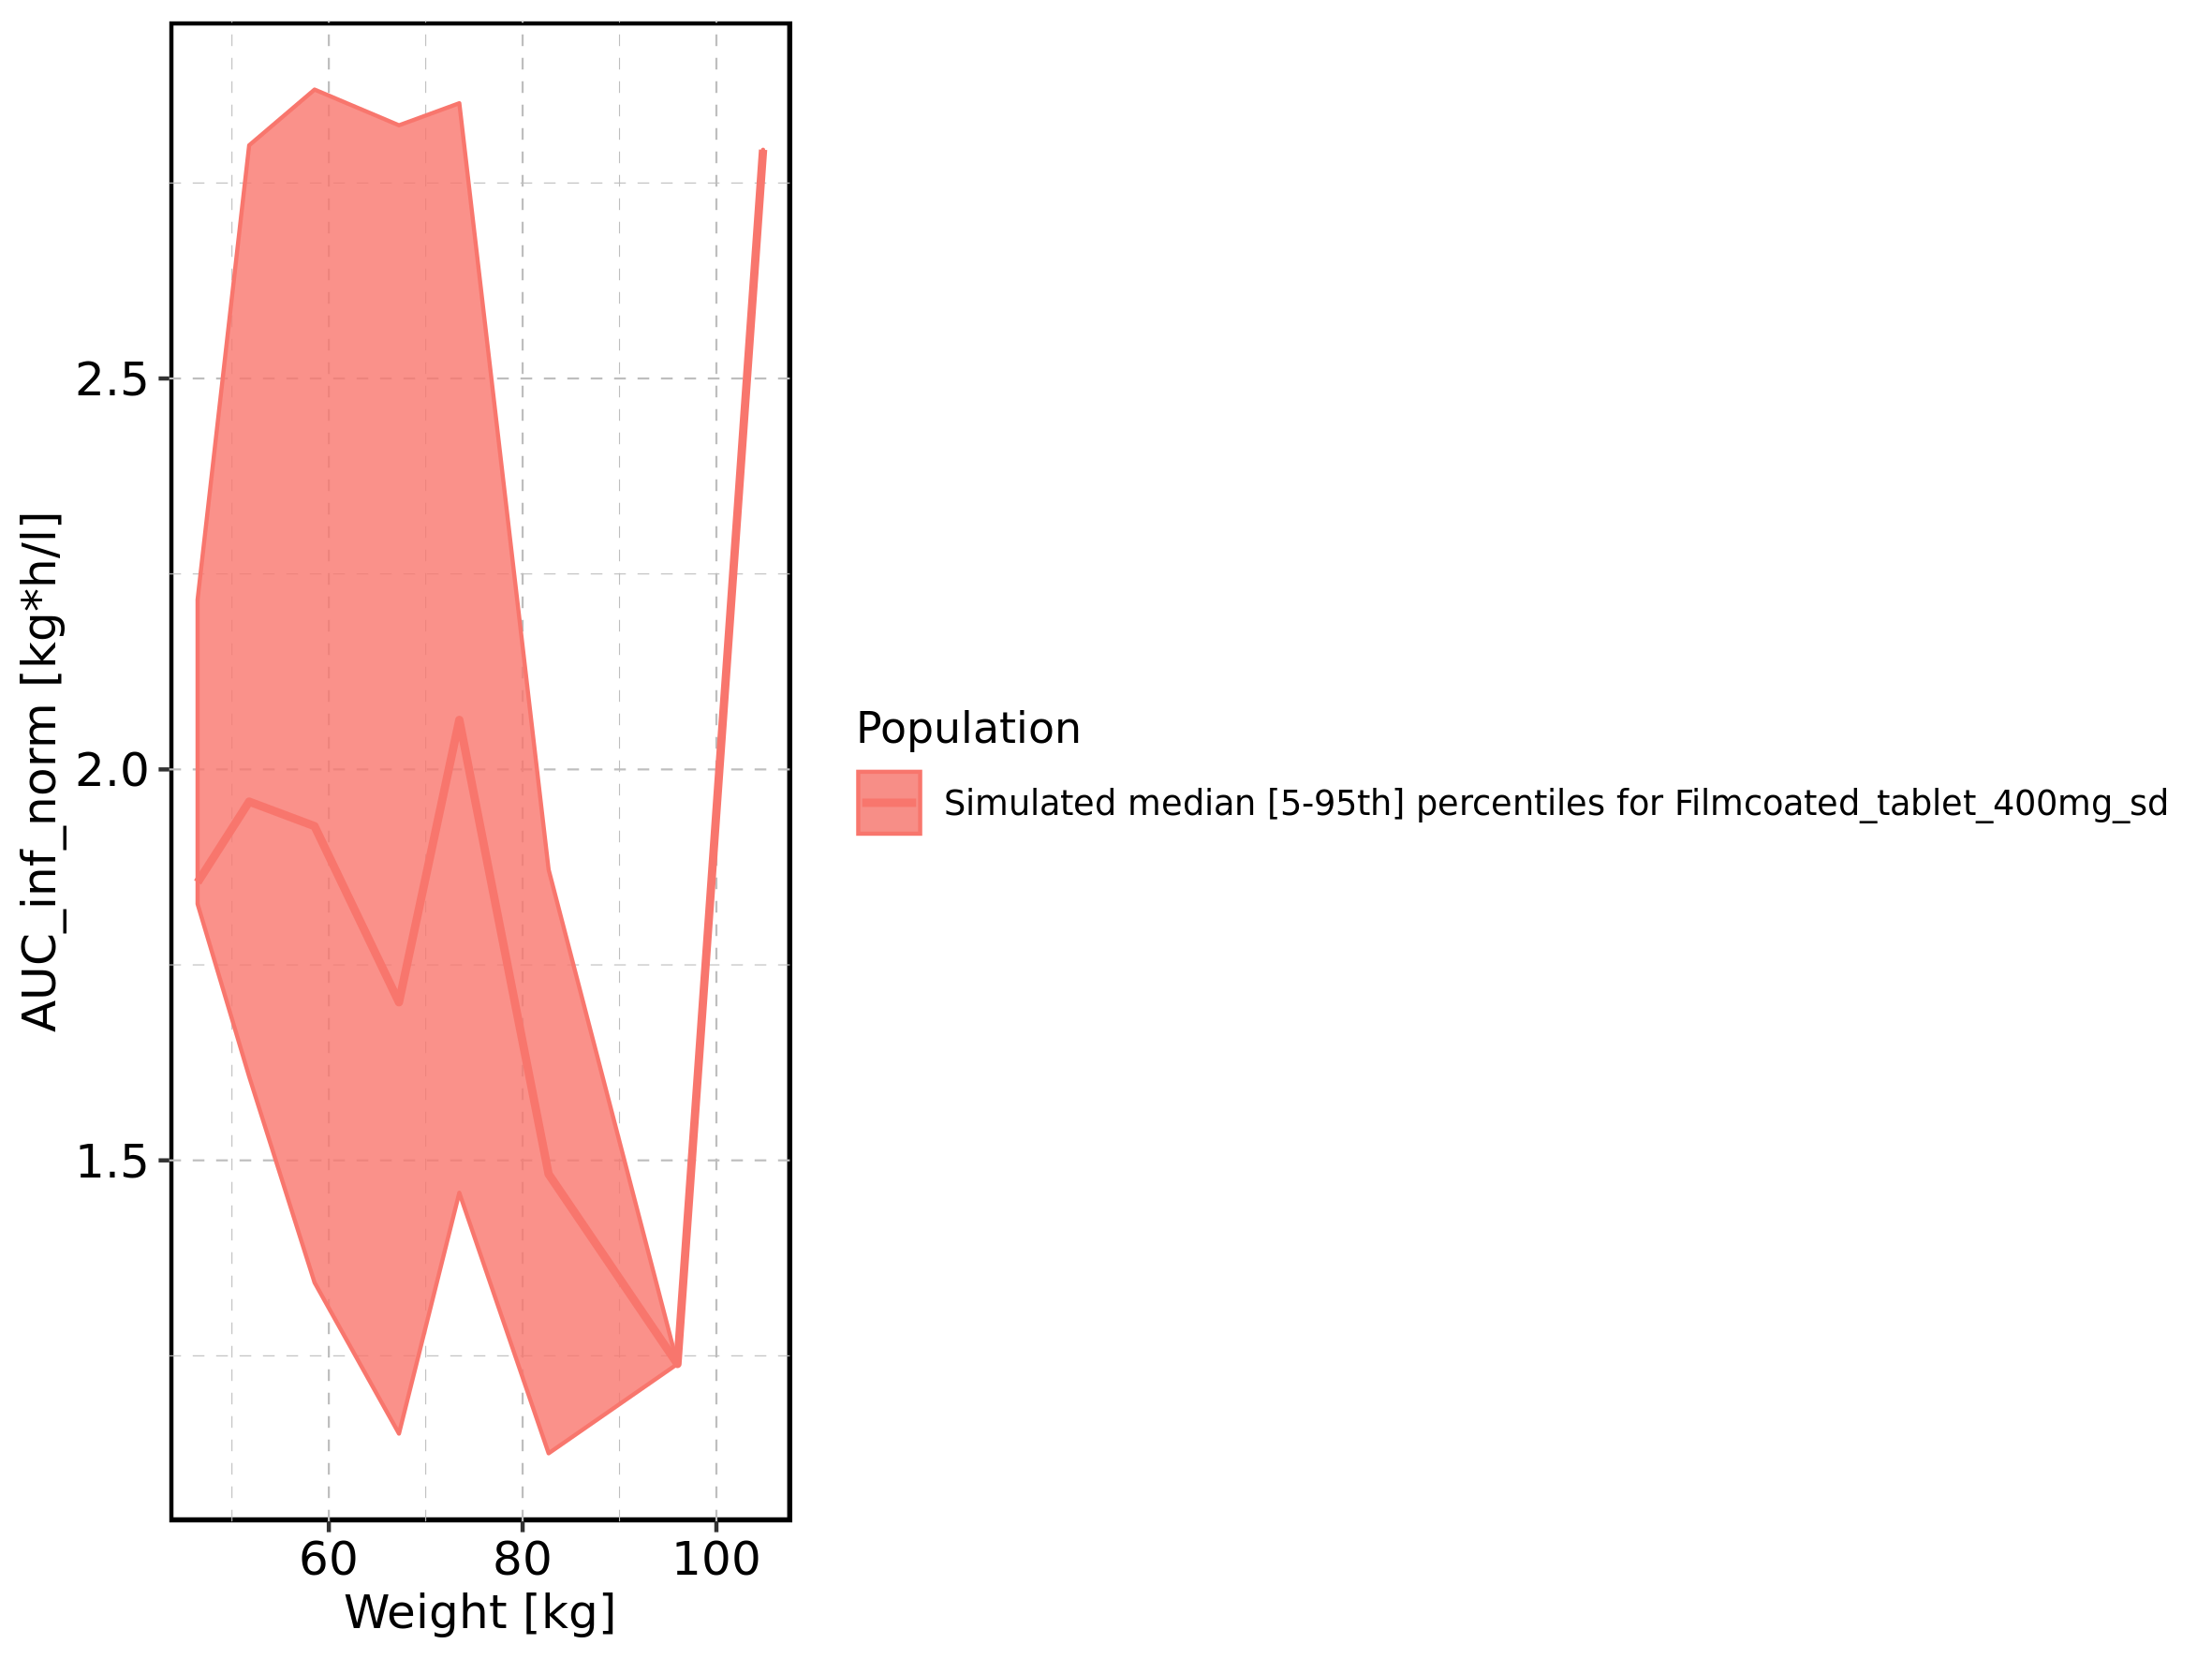 AUC_inf_norm [kg*h/l]
2.5
2.0
1.5
60 80 100
Weight [kg]
Population
Simulated median [5-95th] percentiles for Filmcoated_tablet_400mg_sd